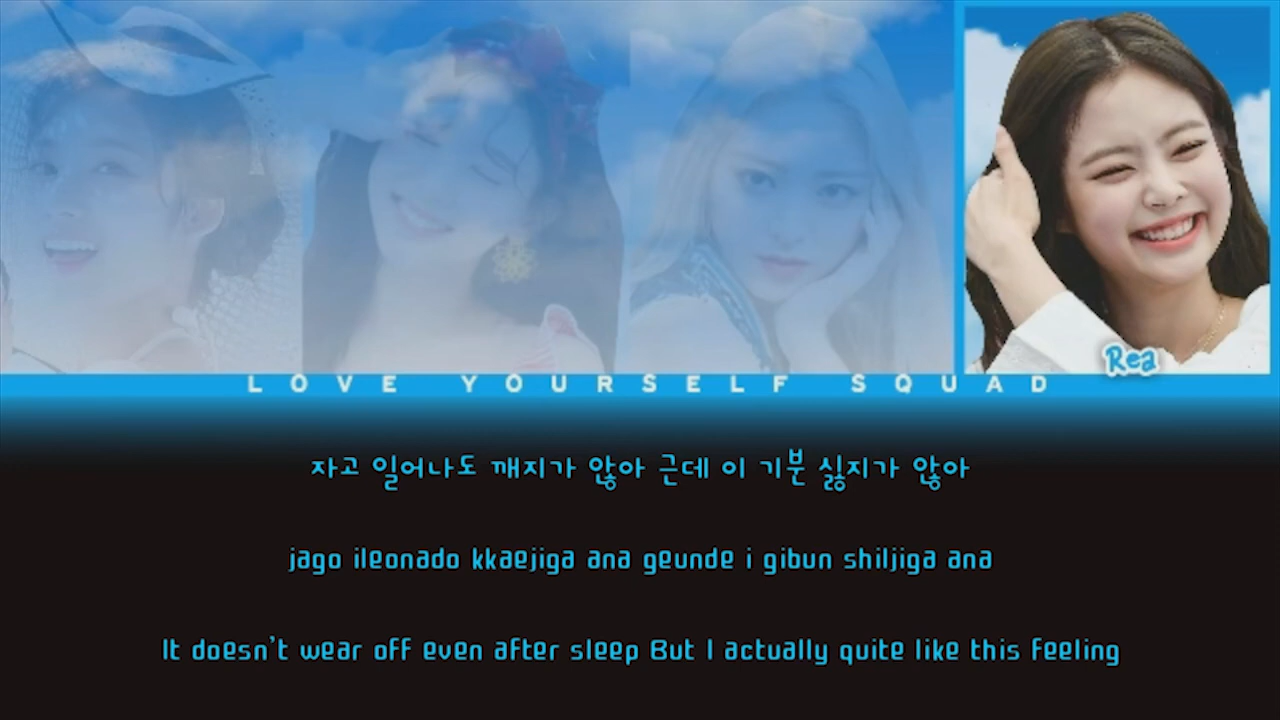 Rea
LOVE YOURSELF SQUAD
자고 일어나도 깨지가 않아 근데 이 기분 싫지가 않아
jago ileonado kkaejiga ana geunde i gibun shiljiga ana
It doesn't wear off even after sleep But I actually quite like this feeling